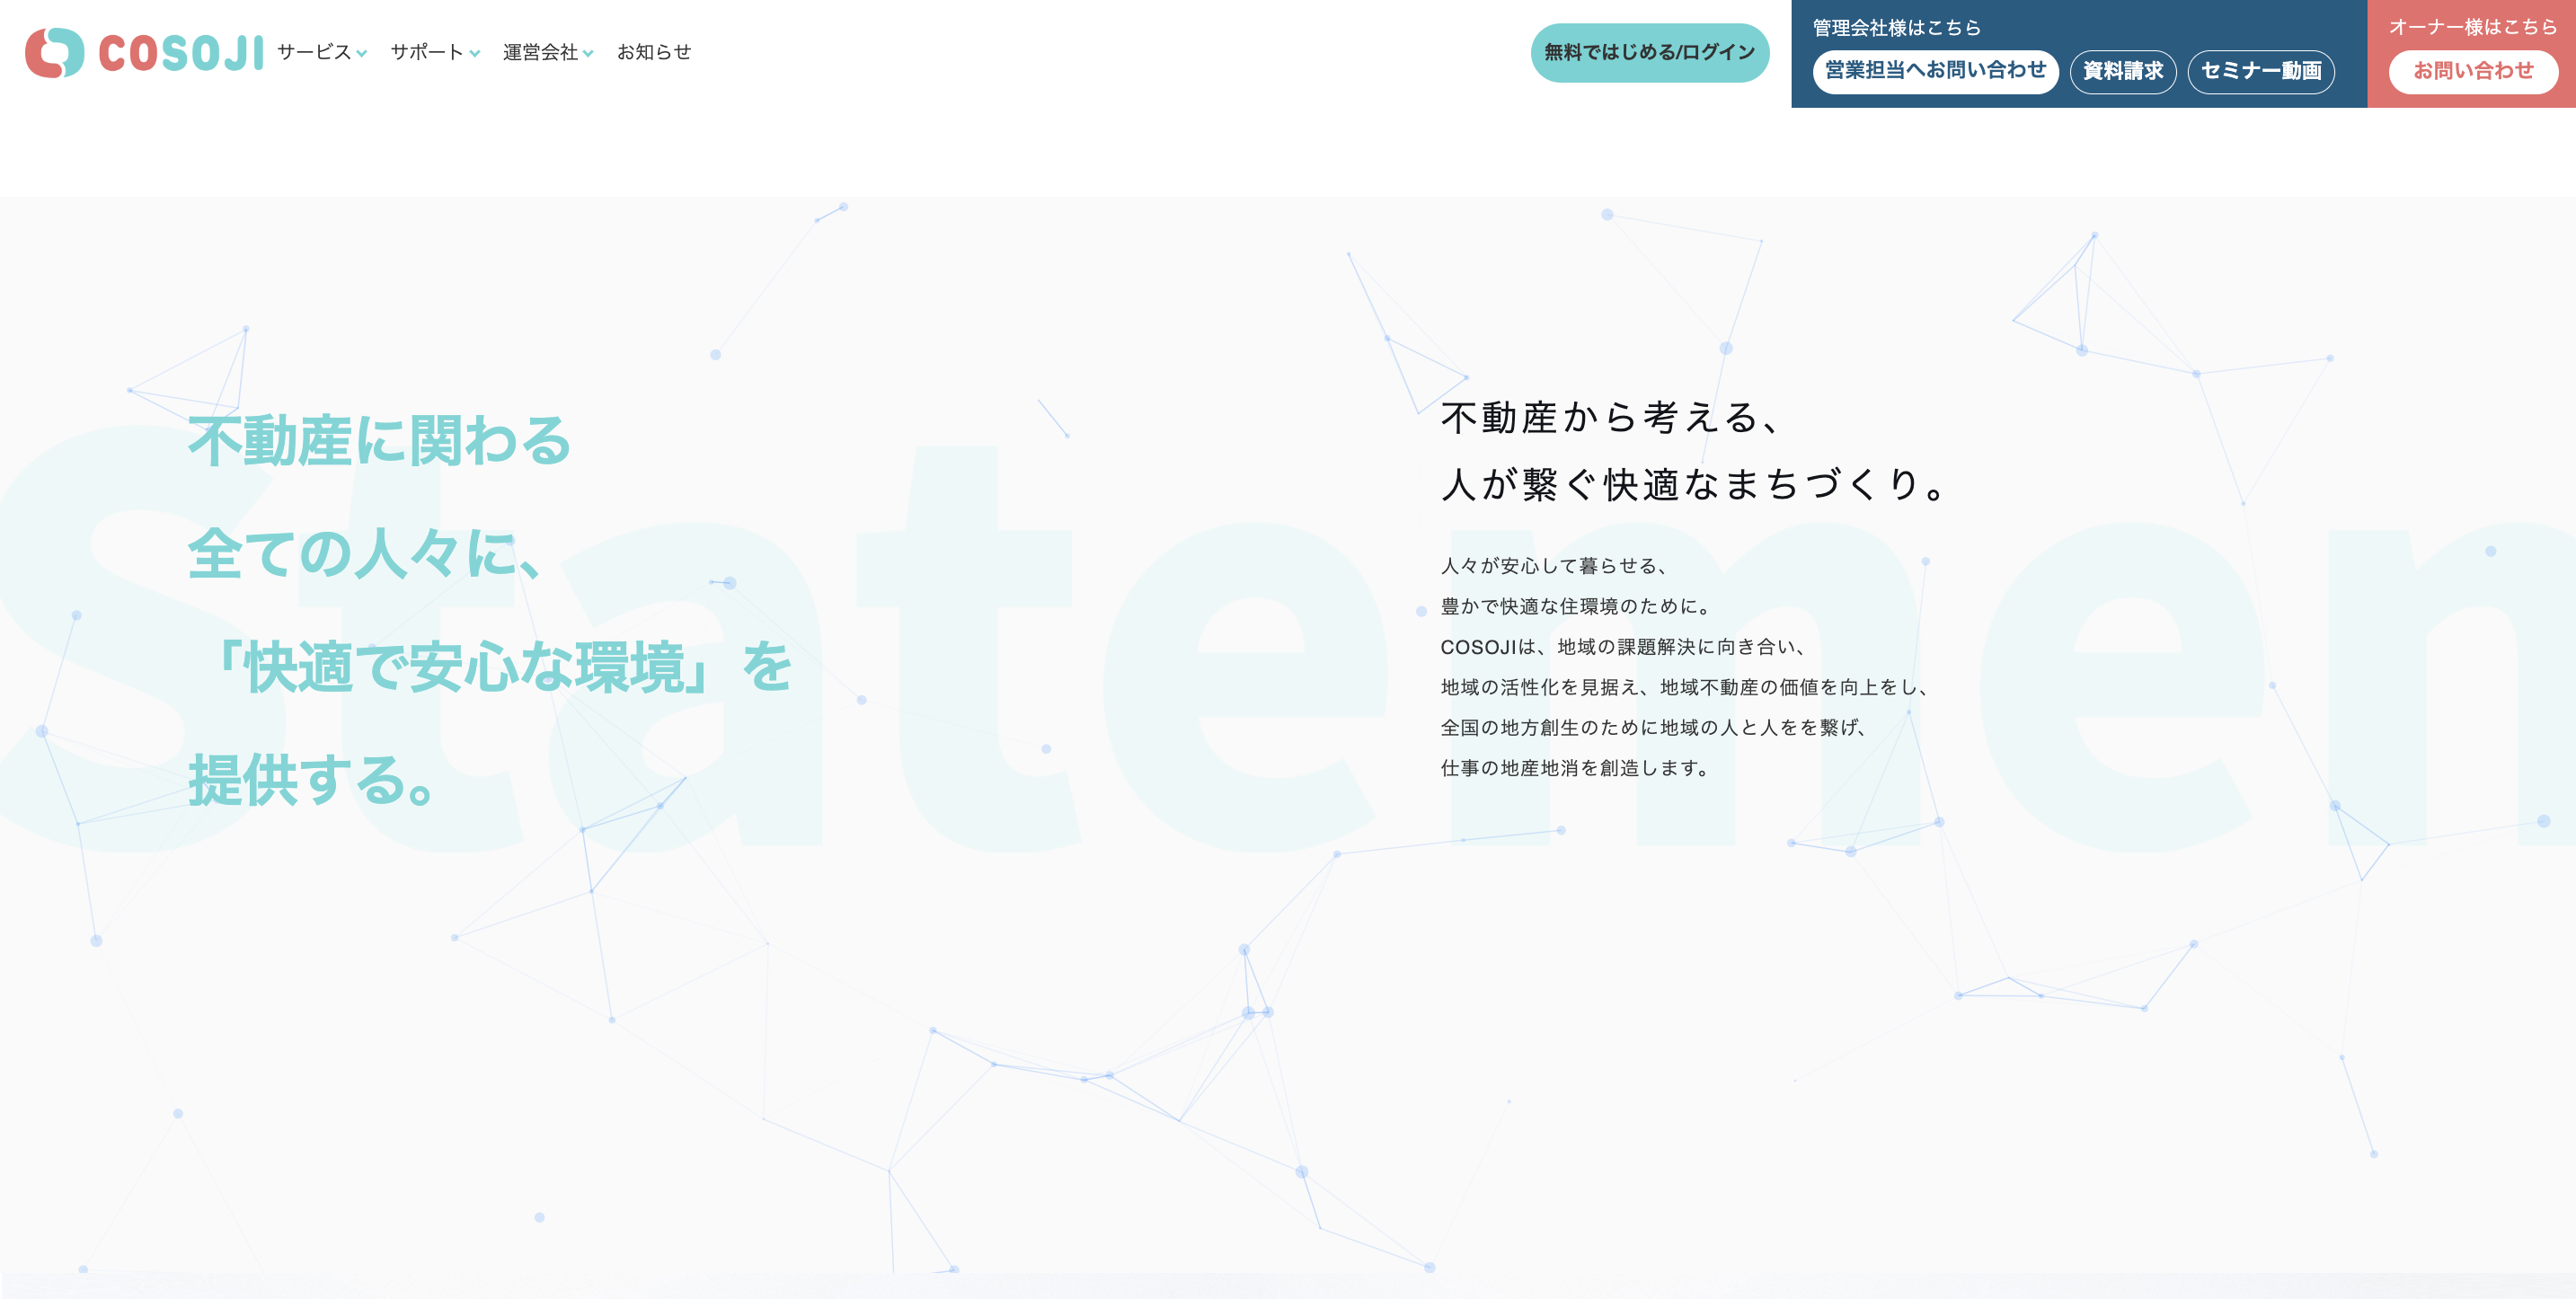 COSOJI
サービス
サポート
運営会社
お知らせ
無料ではじめる/ログイン
管理会社様はこちら
営業担当へお問い合わせ
資料請求
セミナー動画
オーナー様はこちら
お問い合わせ
Statemen
不動産に関わる
全ての人々に、
「快適で安心な環境」を
提供する。
不動産から考える、
人が繋ぐ快適なまちづくり。
人々が安心して暮らせる、
豊かで快適な住環境のために。
COSOJIは、地域の課題解決に向き合い、
地域の活性化を見据え、地域不動産の価値を向上をし、
全国の地方創生のために地域の人と人をを繋げ、
仕事の地産地消を創造します。